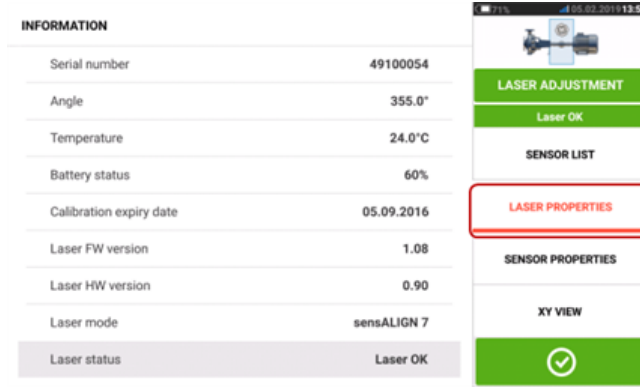 INFORMATION
Serial number 49100054
Angle 355.0°
Temperature 24.0°C
Battery status 60%
Calibration expiry date 05.09.2016
Laser FW version 1.08
Laser HW version 0.90
Laser mode sensALIGN 7
Laser status Laser OK
71% 05.02.2019
LASER ADJUSTMENT
Laser OK
SENSOR LIST
LASER PROPERTIES
SENSOR PROPERTIES
XY VIEW